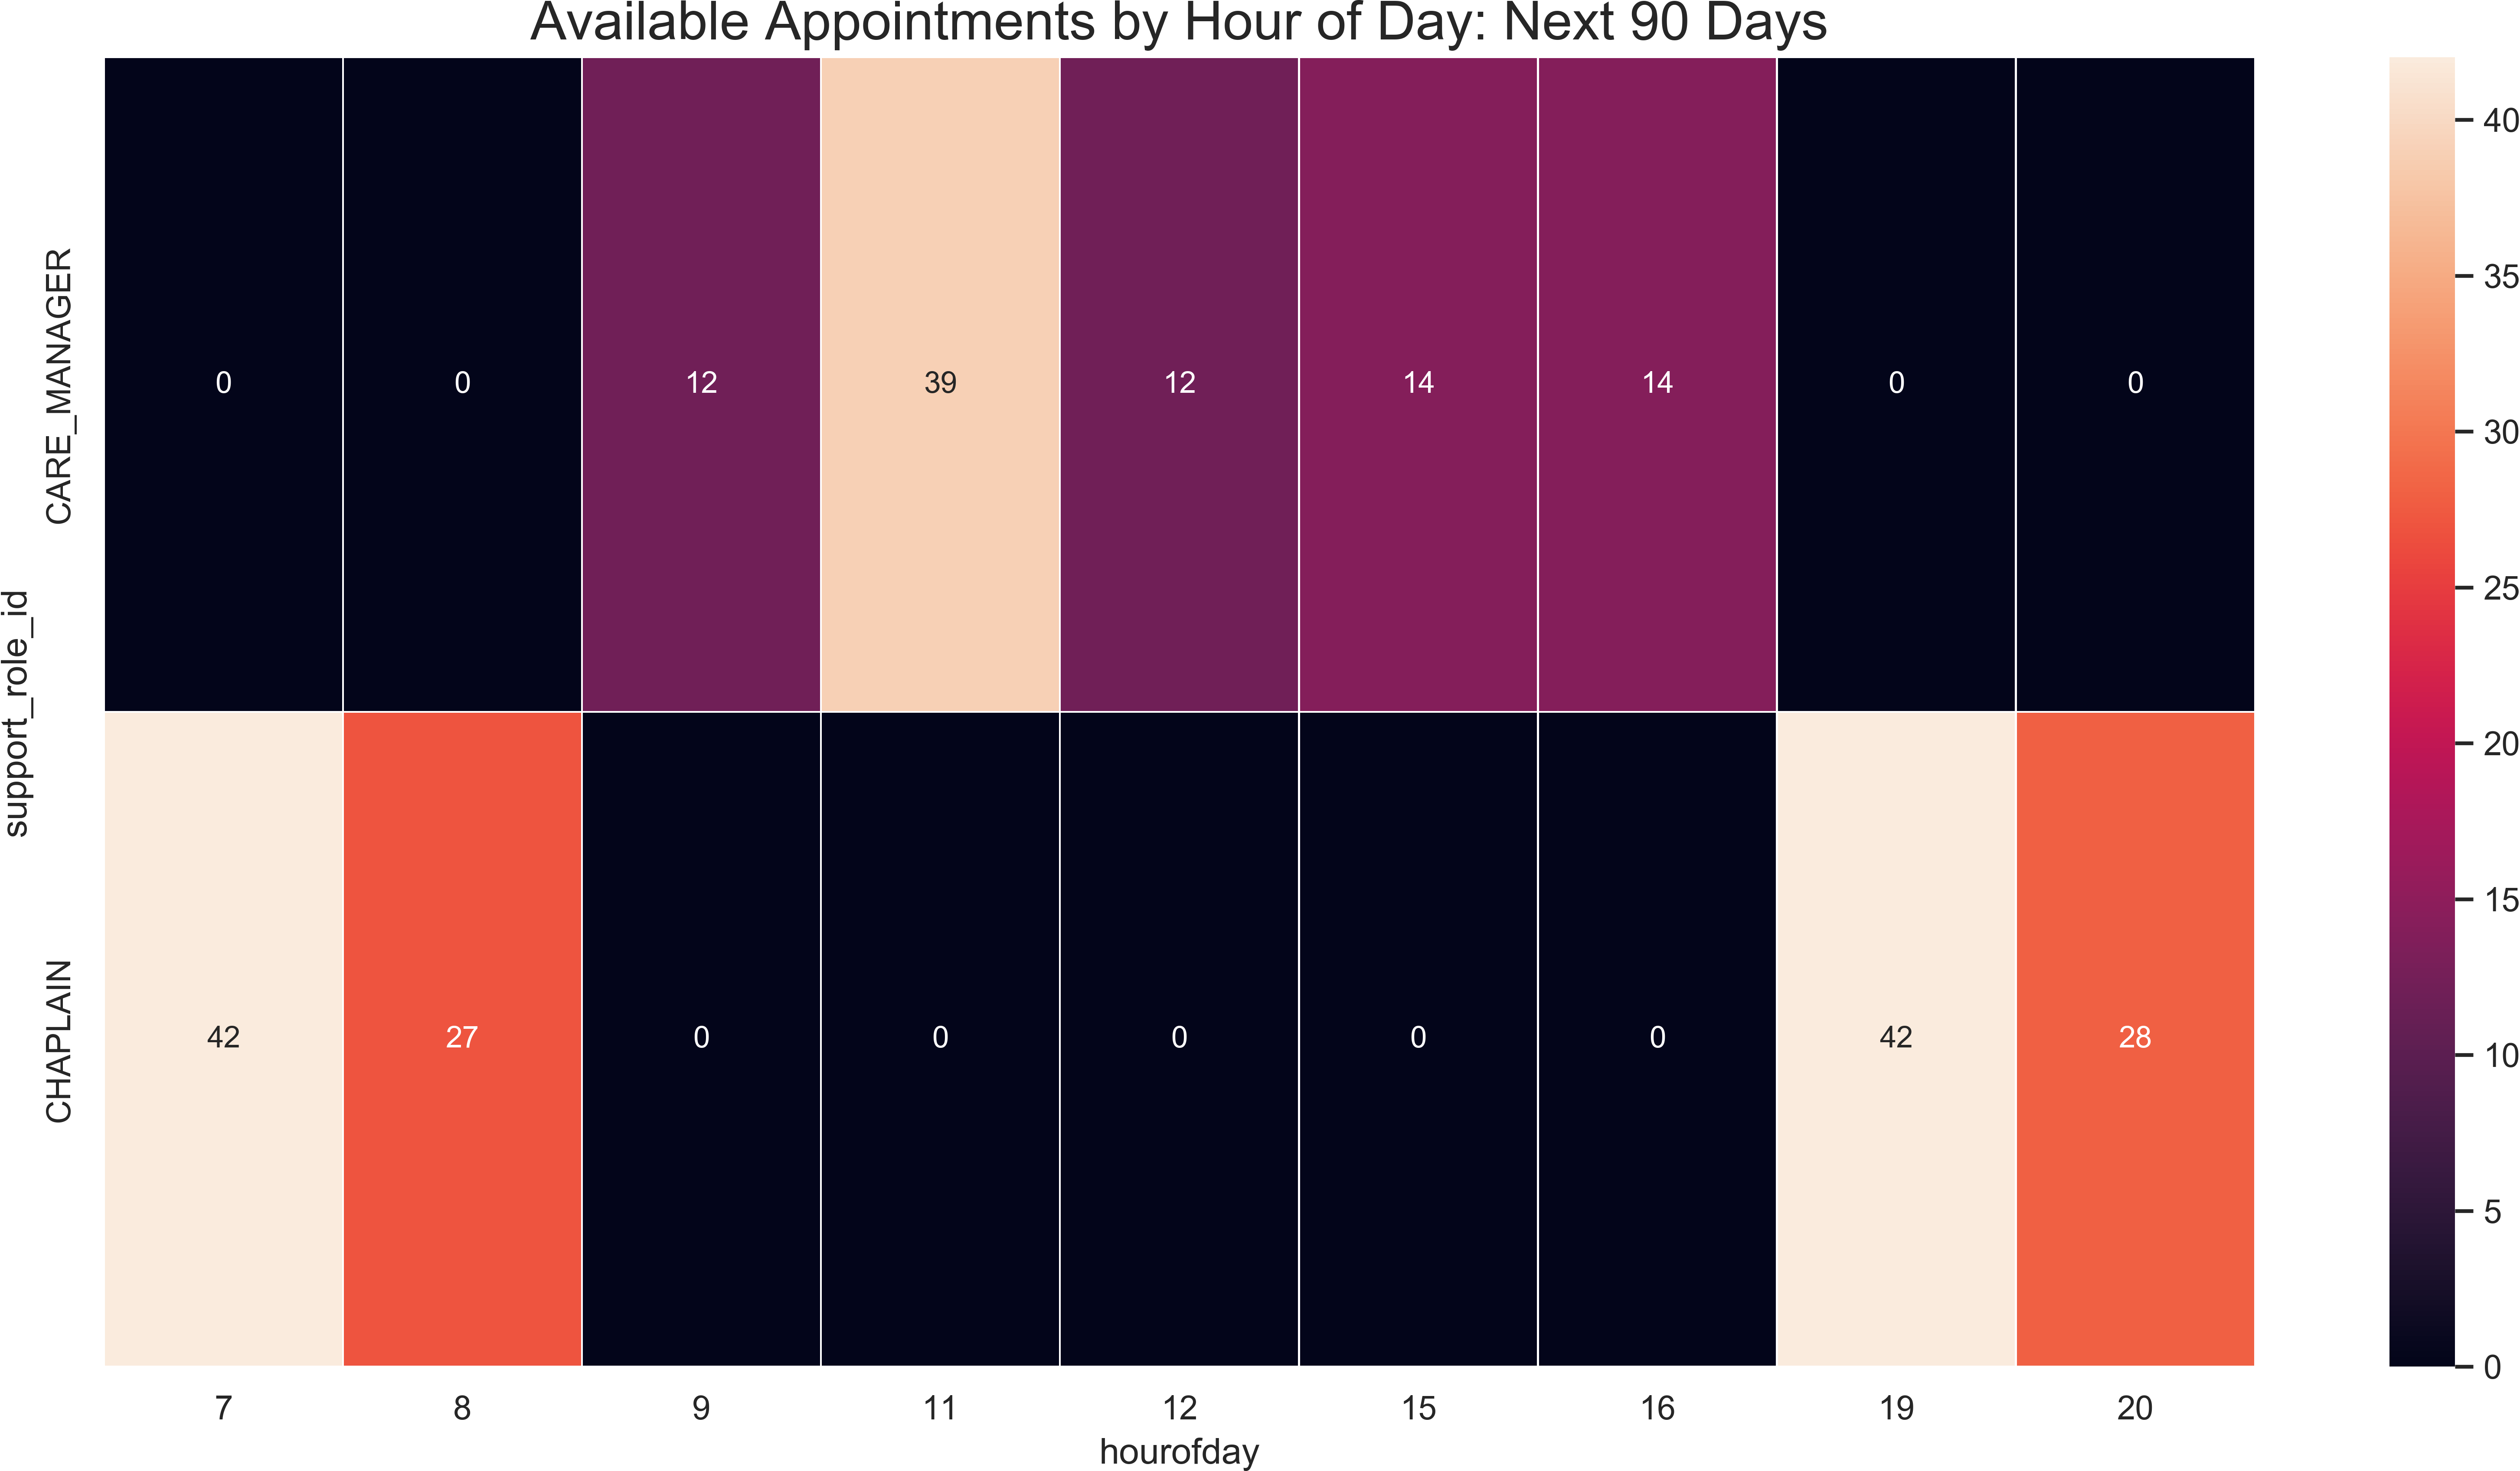 Available Appointments by Hour of Day: Next 90 Days
support_role_id
CARE_MANAGER
0 0 12 39 12 14 14 0 0
CHAPLAIN
42 27 0 0 0 0 0 42 28
7 8 9 11 12 15 16 19 20
hourofday
40
35
30
25
20
15
10
5
0